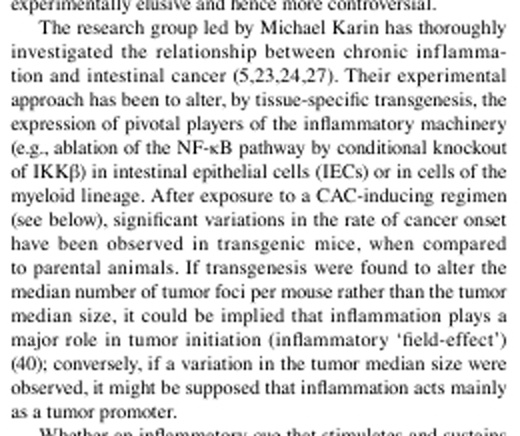 experimentally elusive and hence more controversial.
The research group led by Michael Karin has thoroughly
investigated the relationship between chronic inflamma-
tion and intestinal cancer (5,23,24,27). Their experimental
approach has been to alter, by tissue-specific transgenesis, the
expression of pivotal players of the inflammatory machinery
(e.g., ablation of the NF-κB pathway by conditional knockout
of IKKβ) in intestinal epithelial cells (IECs) or in cells of the
myeloid lineage. After exposure to a CAC-inducing regimen
(see below), significant variations in the rate of cancer onset
have been observed in transgenic mice, when compared
to parental animals. If transgenesis were found to alter the
median number of tumor foci per mouse rather than the tumor
median size, it could be implied that inflammation plays a
major role in tumor initiation (inflammatory ‘field-effect’)
(40); conversely, if a variation in the tumor median size were
observed, it might be supposed that inflammation acts mainly
as a tumor promoter.
Whether an inflammatory cue that stimulates and sustains